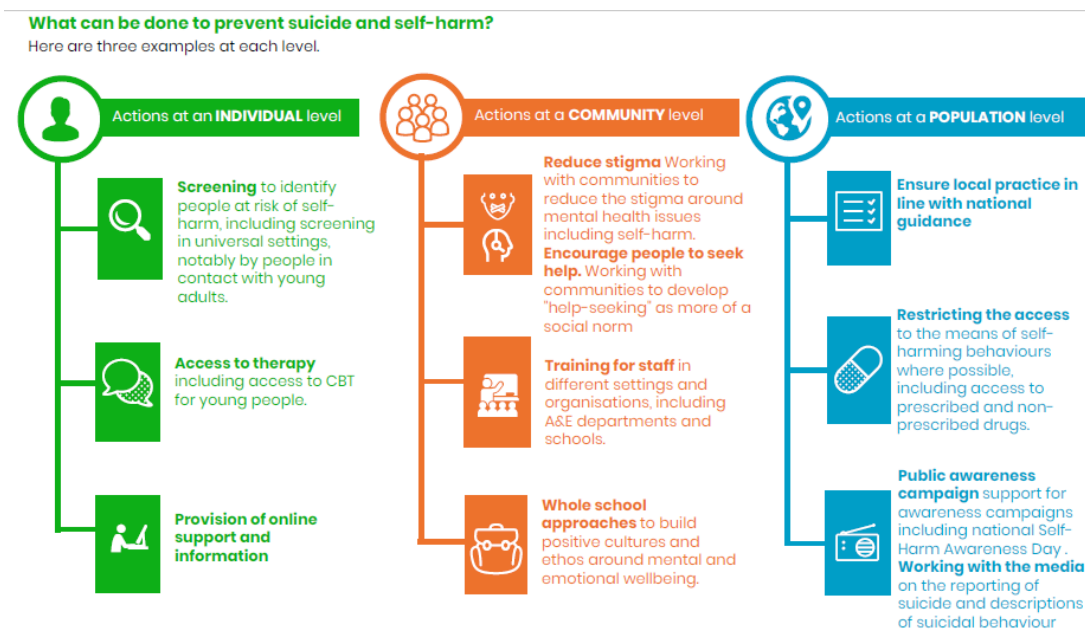 What can be done to prevent suicide and self-harm?
Here are three examples at each level.
Actions at an INDIVIDUAL level
Screening to identify
people at risk of self-
harm, including screening
in universal settings,
notably by people in
contact with young
adults.
Access to therapy
including access to CBT
for young people.
Provision of online
support and
information
Actions at a COMMUNITY level
Reduce stigma Working
with communities to
reduce the stigma around
mental health issues
including self-harm.
Encourage people to seek
help. Working with
communities to develop
"help-seeking" as more of a
social norm
Training for staff in
different settings and
organisations, including
A&E departments and
schools.
Whole school
approaches to build
positive cultures and
ethos around mental and
emotional wellbeing.
Actions at a POPULATION level
Ensure local practice in
line with national
guidance
Restricting the access
to the means of self-
harming behaviours
where possible,
including access to
prescribed and non-
prescribed drugs.
Public awareness
campaign support for
awareness campaigns
including national Self-
Harm Awareness Day .
Working with the media
on the reporting of
suicide and descriptions
of suicidal behaviour